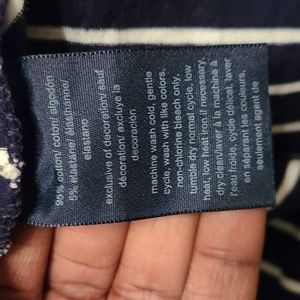 95% cotton/ coton/ algodón
5% elastane/ élasthanne/
elastano
exclusive of decoration/ sauf
décoration/ excluye la
decoración
machine wash cold, gentle
cycle, wash with like colors,
non-chlorine bleach only,
tumble dry normal cycle, low
heat, low heat iron if necessary,
dry clean/laver à la machine à
l'eau froide, cycle délicat, laver
en séparant les couleurs,
seulement agent de